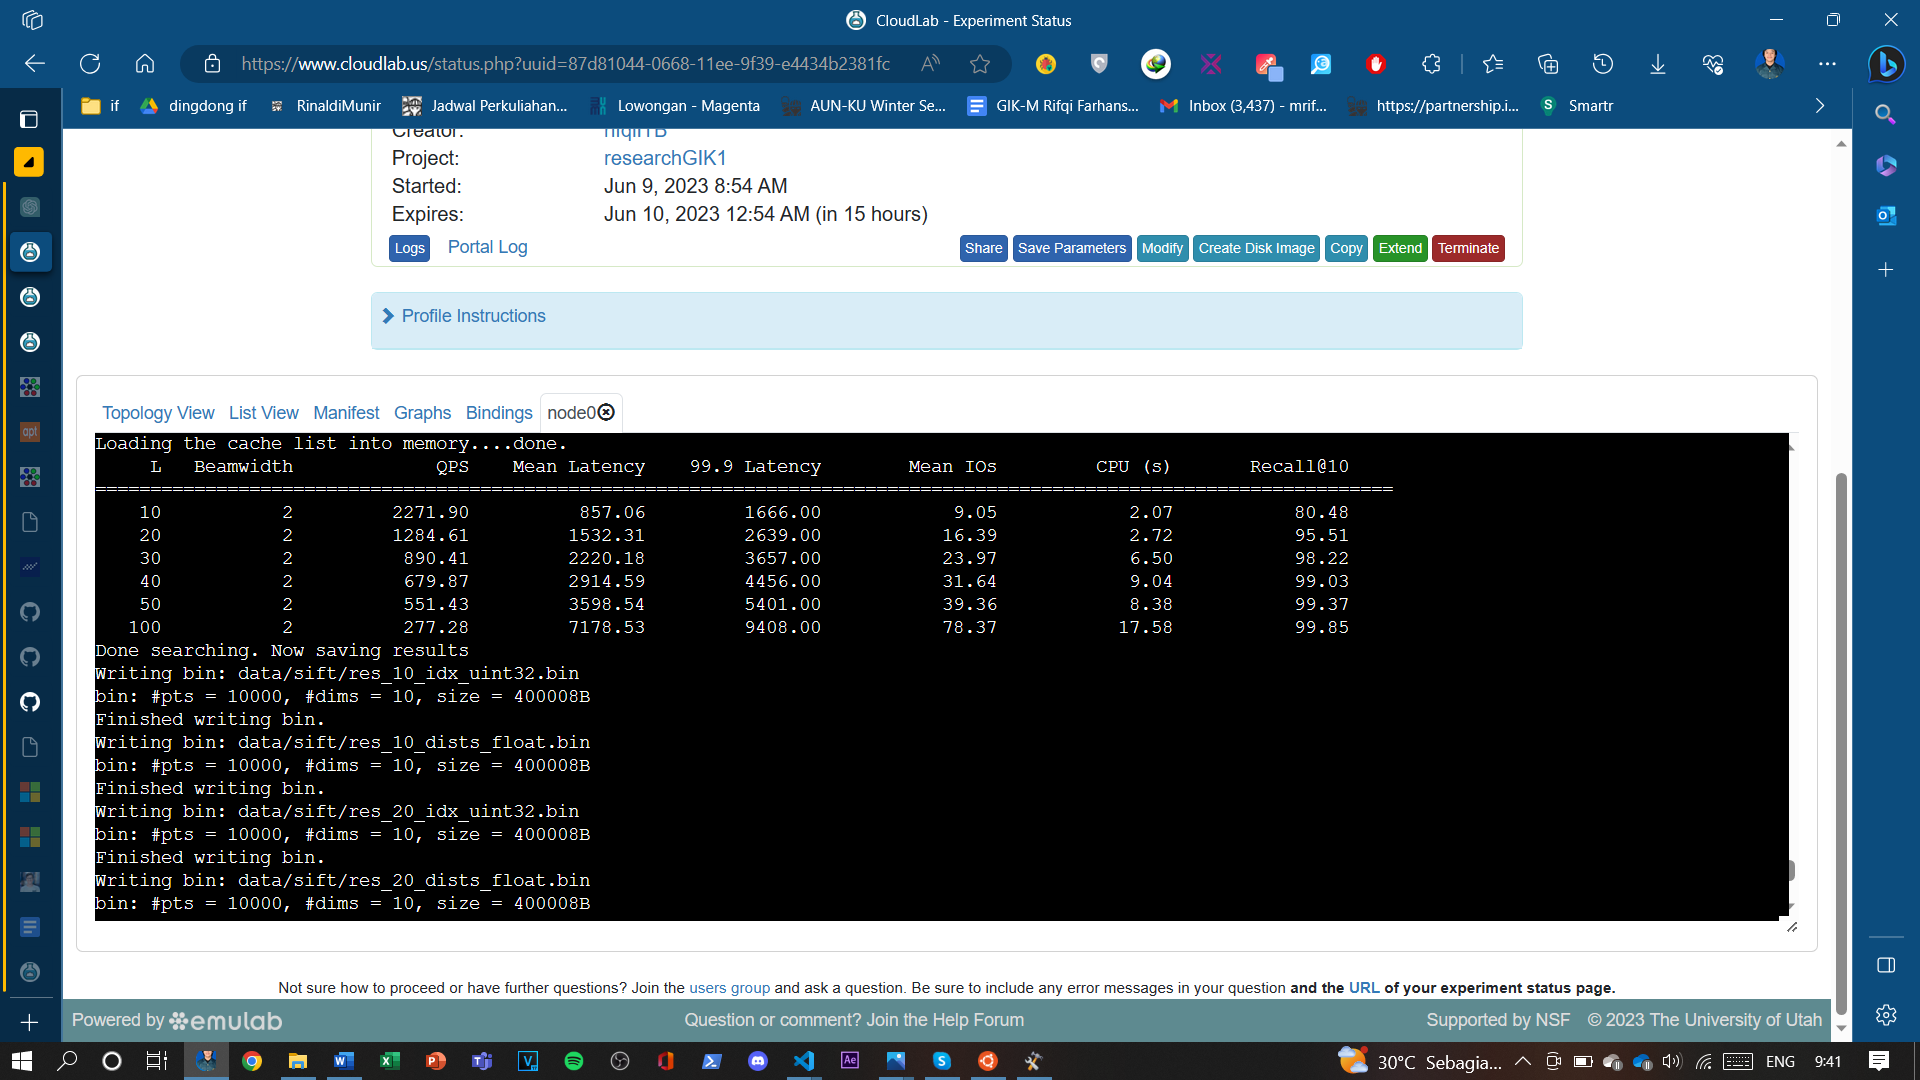 CloudLab - Experiment Status
https://www.cloudlab.us/status.php?uuid=87d81044-0668-11ee-9f39-e4434b2381fc
if dingdong if RinaldiMunir Jadwal Perkuliahan... Lowongan - Magenta AUN-KU Winter Se... GIK-M Rifqi Farhans... Inbox (3,437) - mrif... https://partnership.i... Smartr
Creator: rifqiITB
Project: researchGIK1
Started: Jun 9, 2023 8:54 AM
Expires: Jun 10, 2023 12:54 AM (in 15 hours)
Logs Portal Log Share Save Parameters Modify Create Disk Image Copy Extend Terminate
Profile Instructions
Topology View List View Manifest Graphs Bindings node0
Loading the cache list into memory....done.
L Beamwidth QPS Mean Latency 99.9 Latency Mean IOs CPU (s) Recall@10
======================================================================================================================
10 2 2271.90 857.06 1666.00 9.05 2.07 80.48
20 2 1284.61 1532.31 2639.00 16.39 2.72 95.51
30 2 890.41 2220.18 3657.00 23.97 6.50 98.22
40 2 679.87 2914.59 4456.00 31.64 9.04 99.03
50 2 551.43 3598.54 5401.00 39.36 8.38 99.37
100 2 277.28 7178.53 9408.00 78.37 17.58 99.85
Done searching. Now saving results
Writing bin: data/sift/res_10_idx_uint32.bin
bin: #pts = 10000, #dims = 10, size = 400008B
Finished writing bin.
Writing bin: data/sift/res_10_dists_float.bin
bin: #pts = 10000, #dims = 10, size = 400008B
Finished writing bin.
Writing bin: data/sift/res_20_idx_uint32.bin
bin: #pts = 10000, #dims = 10, size = 400008B
Finished writing bin.
Writing bin: data/sift/res_20_dists_float.bin
bin: #pts = 10000, #dims = 10, size = 400008B
Not sure how to proceed or have further questions? Join the users group and ask a question. Be sure to include any error messages in your question and the URL of your experiment status page.
Powered by emulab Question or comment? Join the Help Forum Supported by NSF © 2023 The University of Utah
30°C Sebagia... ENG 9:41